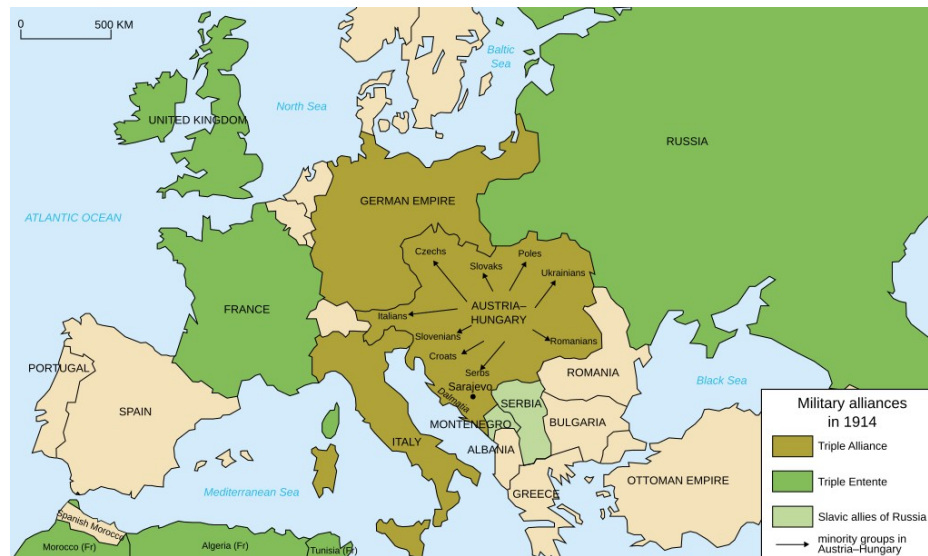 0
500 KM
Baltic
Sea
North Sea
UNITED KINGDOM
RUSSIA
ATLANTIC OCEAN
GERMAN EMPIRE
Czechs
Slovaks
Poles
Ukrainians
FRANCE
AUSTRIA–
HUNGARY
Italians
Slovenians
Romanians
Croats
Serbs
Sarajevo
Dalmatia
PORTUGAL
SPAIN
ROMANIA
Black Sea
SERBIA
MONTENEGRO
BULGARIA
ITALY
ALBANIA
GREECE
OTTOMAN EMPIRE
Mediterranean Sea
Spanish Morocco
Morocco (Fr)
Algeria (Fr)
Tunisia (Fr)
Military alliances
in 1914
Triple Alliance
Triple Entente
Slavic allies of Russia
minority groups in
Austria–Hungary